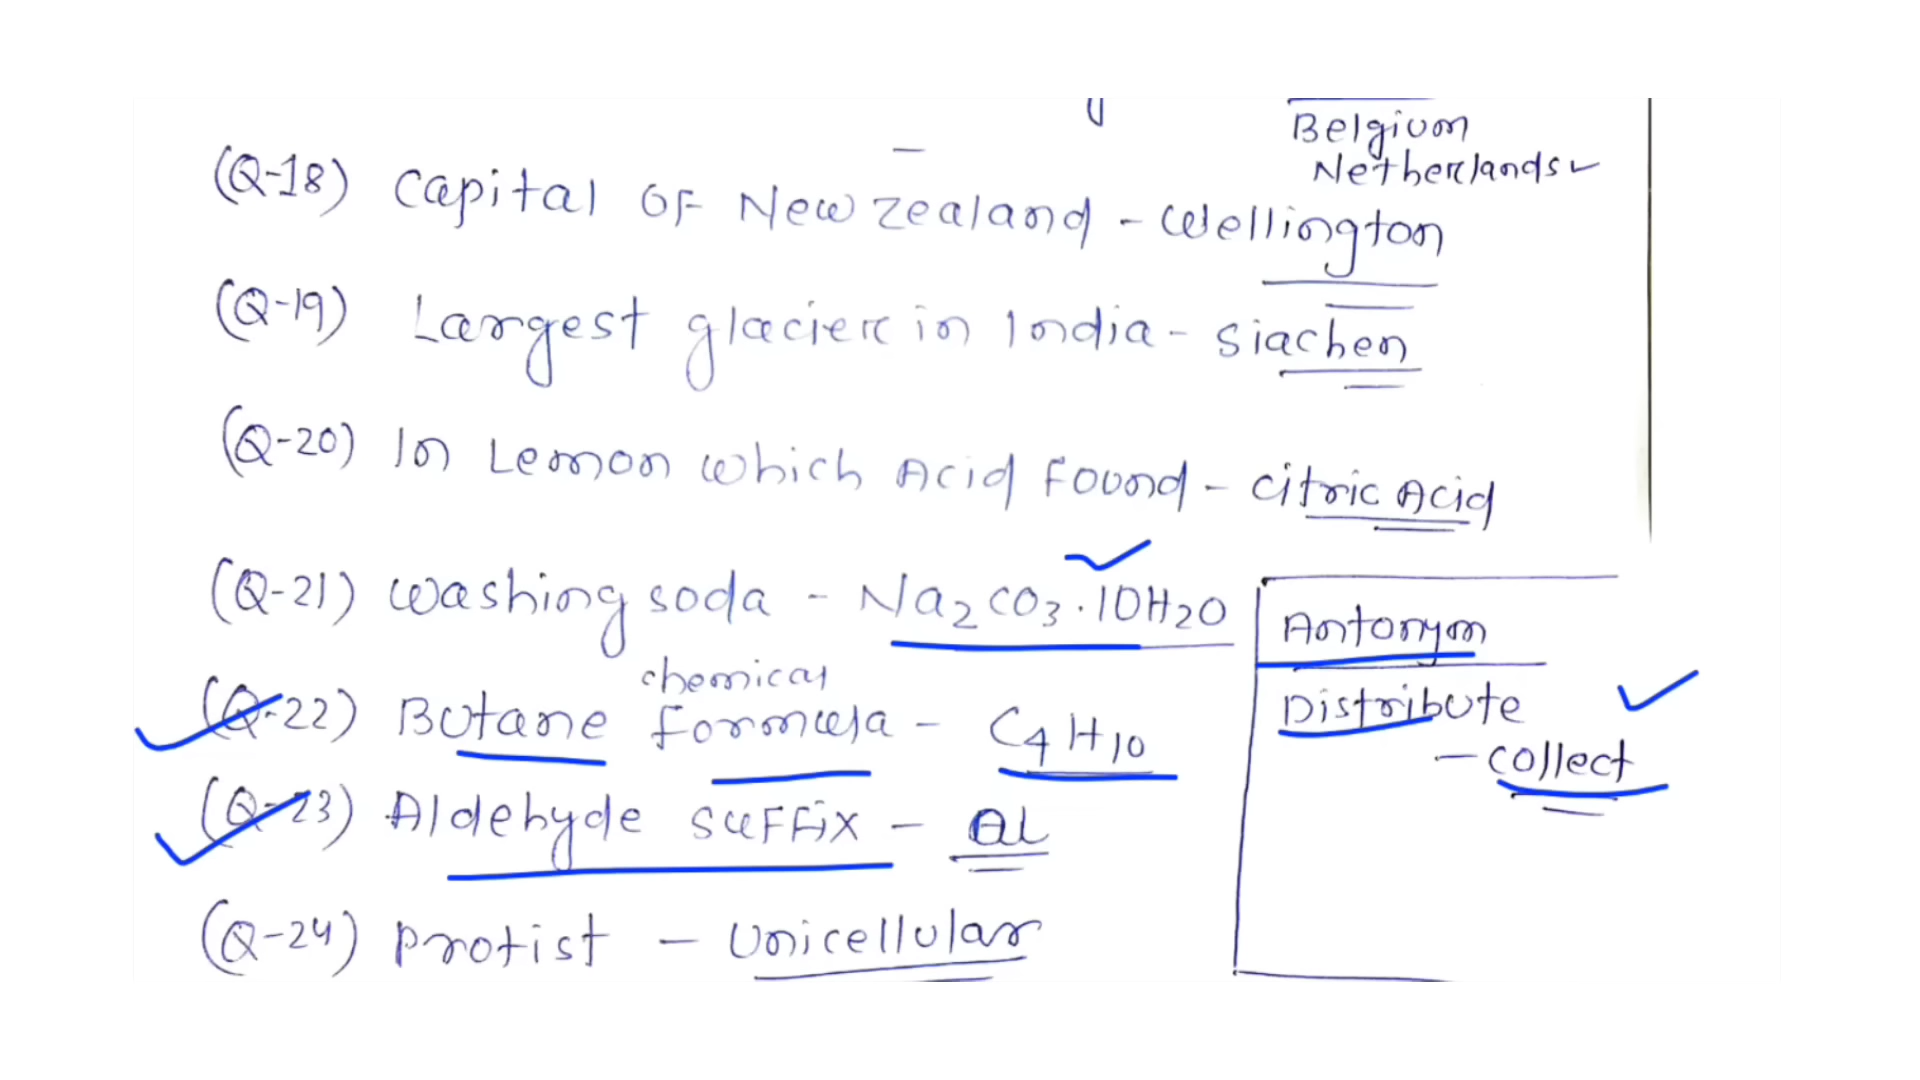 Belgium
Netherlands
(Q-18) Capital OF New Zealand - Wellington
(Q-19) Largest glacier in India - Siachen
(Q-20) In Lemon which Acid Found - Citric Acid
(Q-21) Washing soda - Na2CO3.10H2O
(Q-22) Butane chemical Formula - C4H10
(Q-23) Aldehyde suffix - al
(Q-24) Protist - Unicellular
Antonym
Distribute
- collect